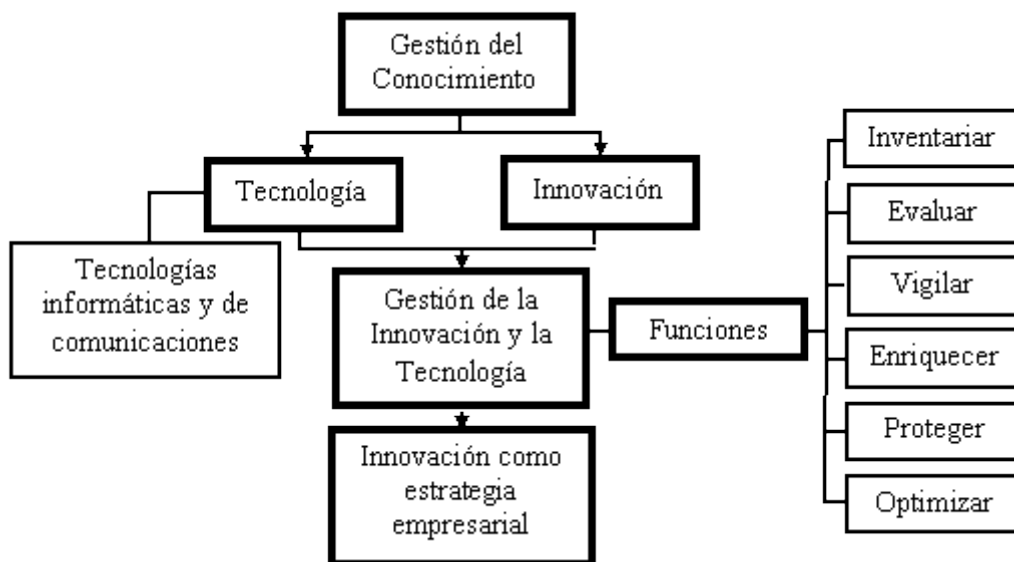 Gestión del
Conocimiento
Tecnología
Innovación
Tecnologías
informáticas y de
comunicaciones
Gestión de la
Innovación y la
Tecnología
Funciones
Innovación como
estrategia
empresarial
Inventariar
Evaluar
Vigilar
Enriquecer
Proteger
Optimizar